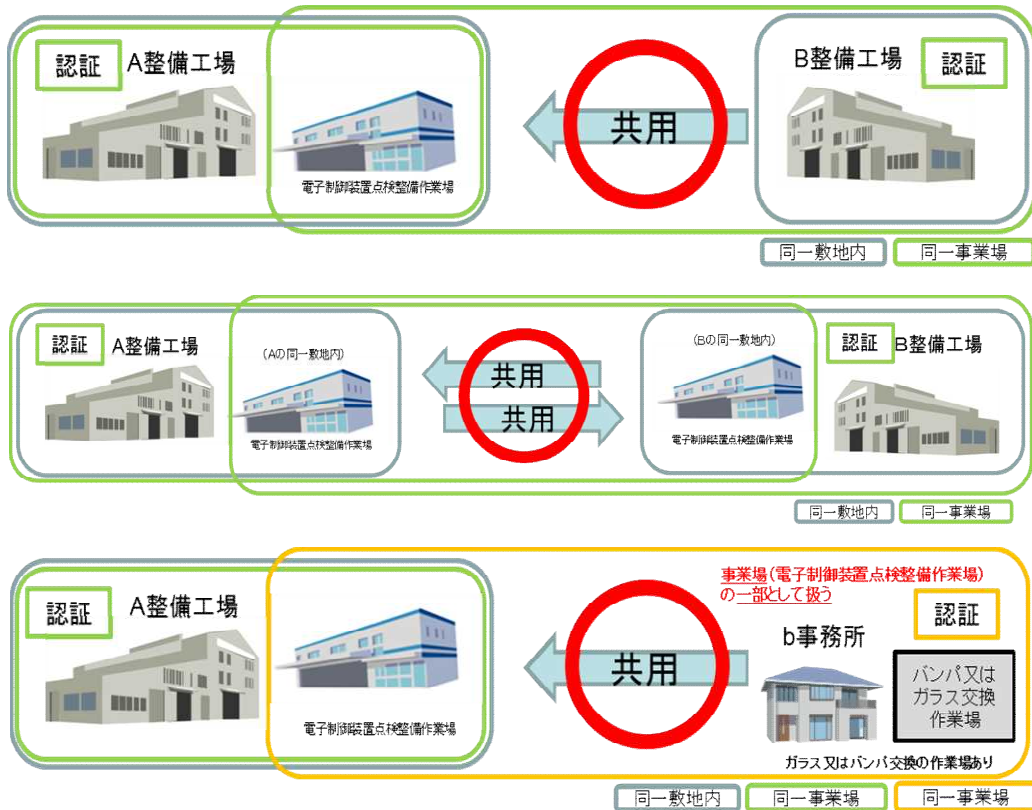 認証
A整備工場
電子制御装置点検整備作業場
共用
B整備工場
認証
同一敷地内
同一事業場
認証
A整備工場
(Aの同一敷地内)
電子制御装置点検整備作業場
共用
共用
(Bの同一敷地内)
電子制御装置点検整備作業場
認証
B整備工場
同一敷地内
同一事業場
認証
A整備工場
電子制御装置点検整備作業場
共用
事業場(電子制御装置点検整備作業場)
の一部として扱う
認証
b事務所
バンパ又は
ガラス交換
作業場
ガラス又はバンパ交換の作業場あり
同一敷地内
同一事業場
同一事業場